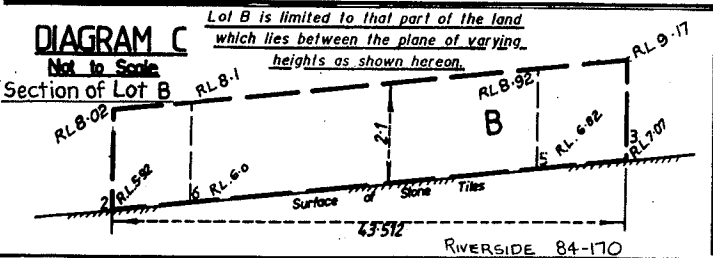 DIAGRAM C
Not to Scale
Section of Lot B
Lot B is limited to that part of the land
which lies between the plane of varying
heights as shown hereon.
RL 9·17
RL 8·92
RL 8·1
RL 8·02
2·1
B
2
R.L.5·92
6
RL.6·0
5
RL.6.82
3
RL7·07
Surface of Stone Tiles
43·512
RIVERSIDE 84-170